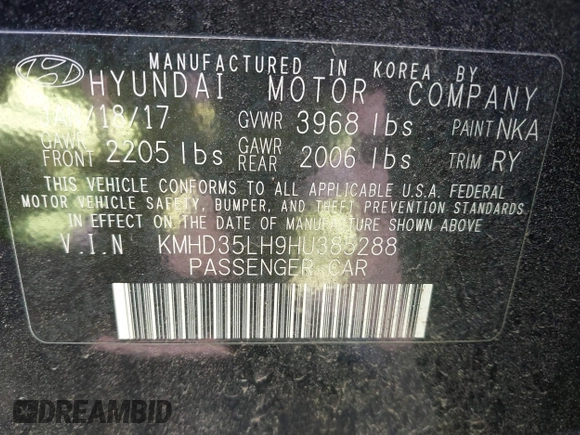 MANUFACTURED IN KOREA BY
HYUNDAI MOTOR COMPANY
/18/17 GVWR 3968 lbs PAINT NKA
GAWR FRONT 2205 lbs GAWR REAR 2006 lbs TRIM RY
THIS VEHICLE CONFORMS TO ALL APPLICABLE U.S.A. FEDERAL
MOTOR VEHICLE SAFETY, BUMPER, AND THEFT PREVENTION STANDARDS
IN EFFECT ON THE DATE OF MANUFACTURE SHOWN ABOVE.
V.I.N KMHD35LH9HU385288
PASSENGER CAR
DREAMBID